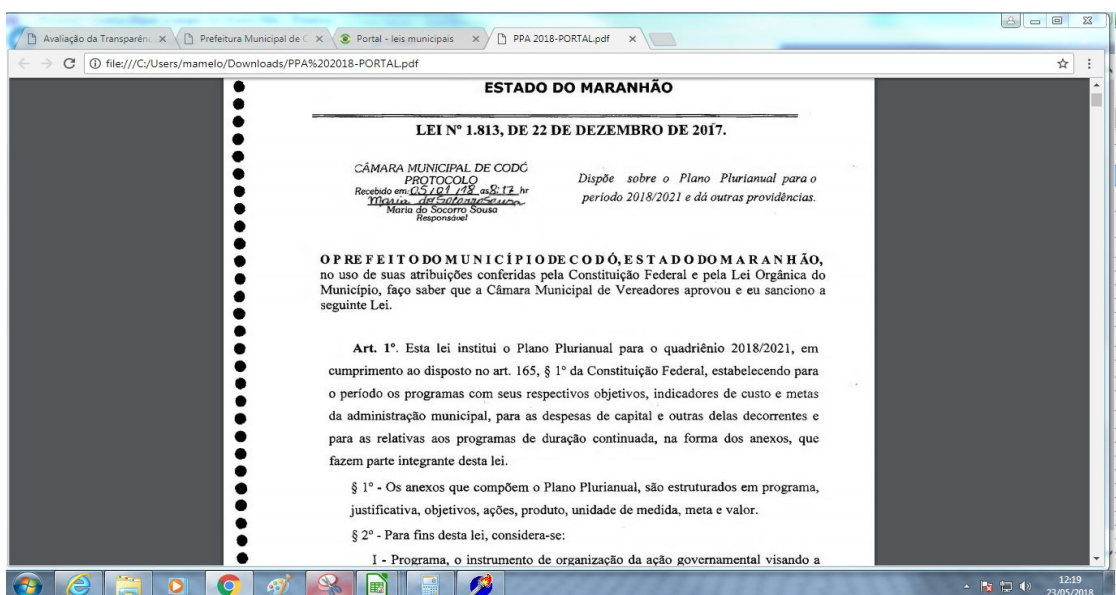 Avaliação da Transparênc
Prefeitura Municipal de C
Portal - leis municipais
PPA 2018-PORTAL.pdf
file:///C:/Users/mamelo/Downloads/PPA%202018-PORTAL.pdf
ESTADO DO MARANHÃO
LEI Nº 1.813, DE 22 DE DEZEMBRO DE 2017.
CÂMARA MUNICIPAL DE CODÓ
PROTOCOLO
Recebido em: 05/01/18 as 8:17 hr
Maria do Socorro Sousa
Maria do Socorro Sousa
Responsável
Dispõe sobre o Plano Plurianual para o
período 2018/2021 e dá outras providências.
O PREFEITO DO MUNICÍPIO DE CODÓ, ESTADO DO MARANHÃO,
no uso de suas atribuições conferidas pela Constituição Federal e pela Lei Orgânica do
Município, faço saber que a Câmara Municipal de Vereadores aprovou e eu sanciono a
seguinte Lei.
Art. 1º. Esta lei institui o Plano Plurianual para o quadriênio 2018/2021, em
cumprimento ao disposto no art. 165, § 1º da Constituição Federal, estabelecendo para
o período os programas com seus respectivos objetivos, indicadores de custo e metas
da administração municipal, para as despesas de capital e outras delas decorrentes e
para as relativas aos programas de duração continuada, na forma dos anexos, que
fazem parte integrante desta lei.
§ 1º - Os anexos que compõem o Plano Plurianual, são estruturados em programa,
justificativa, objetivos, ações, produto, unidade de medida, meta e valor.
§ 2º - Para fins desta lei, considera-se:
I - Programa, o instrumento de organização da ação governamental visando a
12:19
23/05/2018